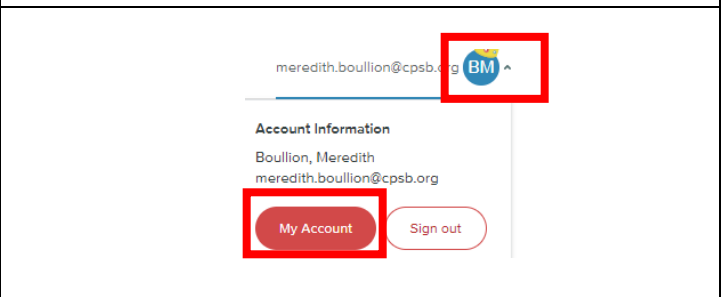 meredith.boullion@cpsb.org BM
Account Information
Boullion, Meredith
meredith.boullion@cpsb.org
My Account Sign out